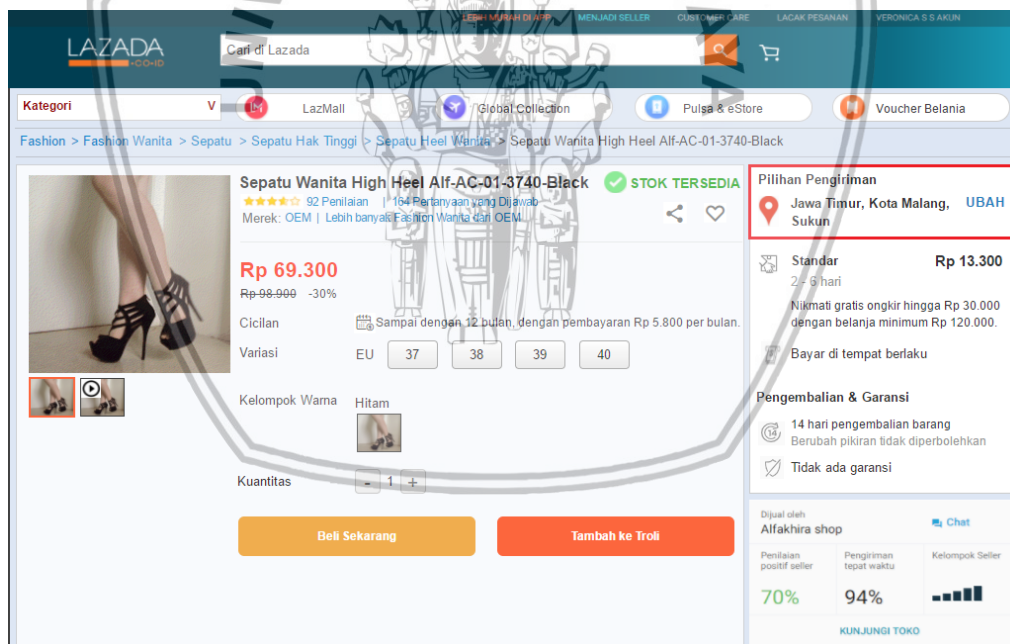 LEBIH MURAH DI APP MENJADI SELLER CUSTOMER CARE LACAK PESANAN VERONICA S S AKUN
LAZADA
-CO-ID
Cari di Lazada
Kategori V LazMall Global Collection Pulsa & eStore Voucher Belania
Fashion > Fashion Wanita > Sepatu > Sepatu Hak Tinggi > Sepatu Heel Wanita > Sepatu Wanita High Heel Alf-AC-01-3740-Black
Sepatu Wanita High Heel Alf-AC-01-3740-Black STOK TERSEDIA
92 Penilaian | 164 Pertanyaan yang Dijawab
Merek: OEM | Lebih banyak Fashion Wanita dari OEM
Rp 69.300
Rp 98.900 -30%
Cicilan Sampai dengan 12 bulan, dengan pembayaran Rp 5.800 per bulan.
Variasi EU 37 38 39 40
Kelompok Warna Hitam
Kuantitas - 1 +
Beli Sekarang Tambah ke Troli
Pilihan Pengiriman
Jawa Timur, Kota Malang, UBAH
Sukun
Standar Rp 13.300
2 - 6 hari
Nikmati gratis ongkir hingga Rp 30.000
dengan belanja minimum Rp 120.000.
Bayar di tempat berlaku
Pengembalian & Garansi
14 hari pengembalian barang
14
Berubah pikiran tidak diperbolehkan
Tidak ada garansi
Dijual oleh
Alfakhira shop Chat
Penilaian positif seller
Pengiriman tepat waktu
Kelompok Seller
70% 94%
KUNJUNGI TOKO
UNI
AYA